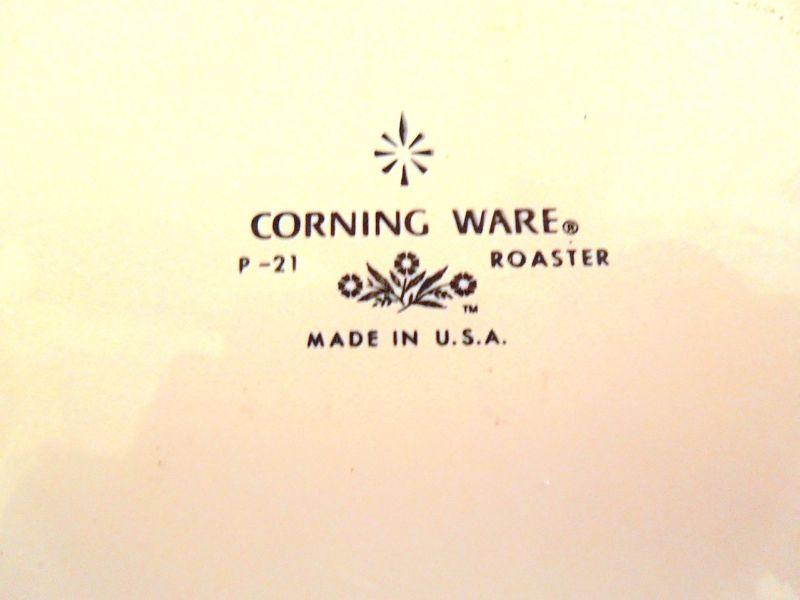 CORNING WARE®
P-21 ROASTER
™
MADE IN U.S.A.